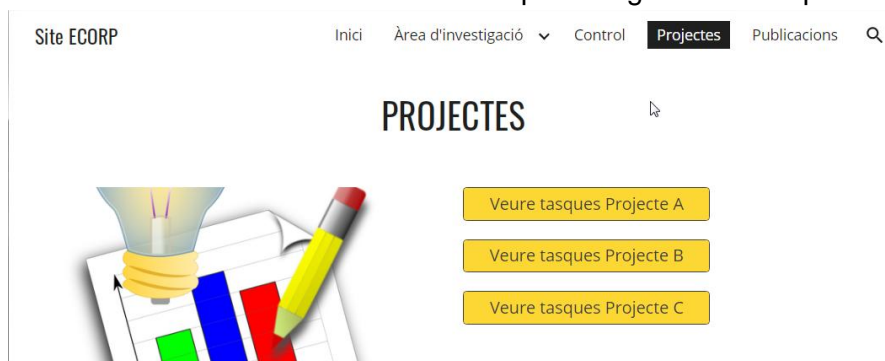 Site ECORP
Inici Àrea d'investigació Control Projectes Publicacions
PROJECTES
Veure tasques Projecte A
Veure tasques Projecte B
Veure tasques Projecte C